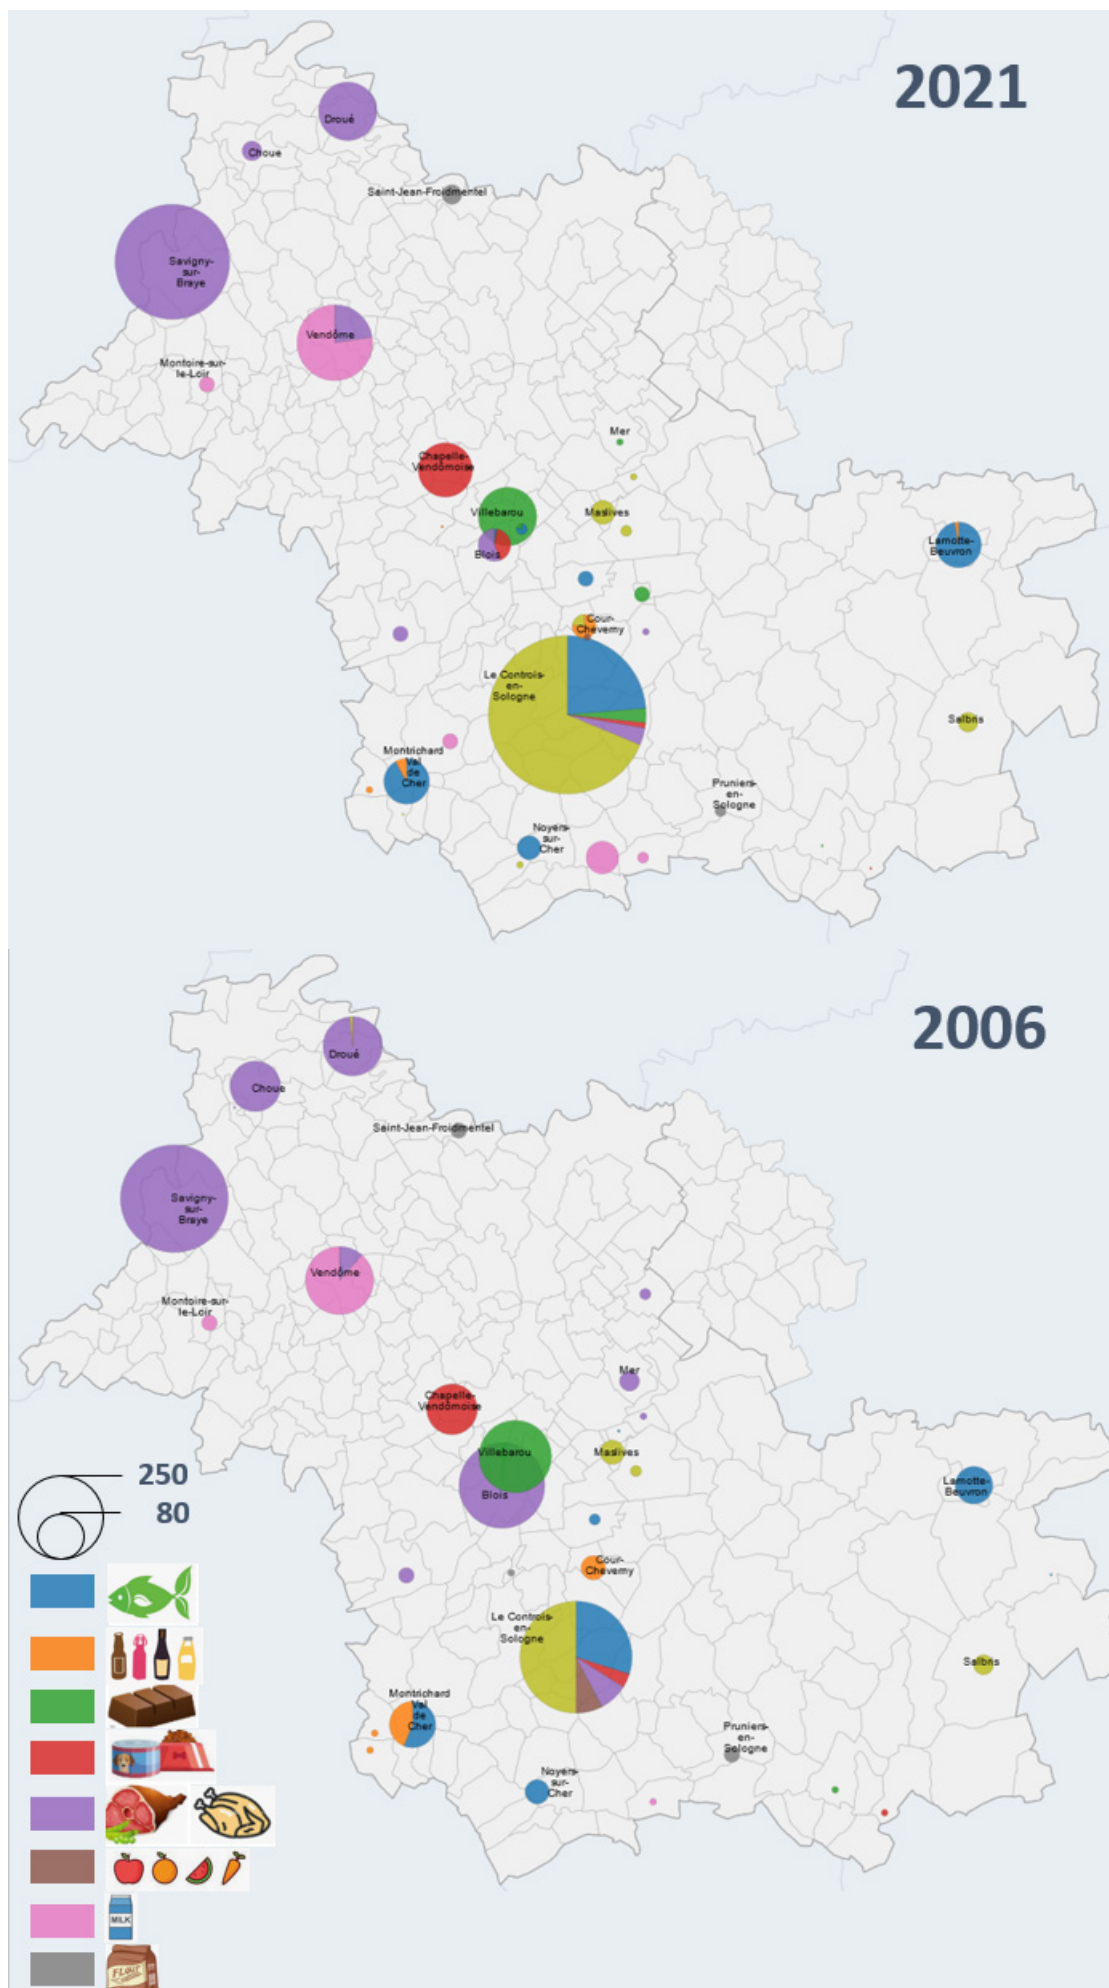 2021
Droué
Choue
Saint-Jean-Froidmentel
Savigny-
sur-
Braye
Vendôme
Montoire-sur-
le-Loir
Mer
Chapelle-
Vendômoise
Villebarou
Maslives
Blois
Lamotte-
Beuvron
Cour-
Cheverny
Le Controis-
en-
Sologne
Salbris
Montrichard
Val
de
Cher
Pruniers-
en-
Sologne
Noyers-
sur-
Cher
2006
Droué
Choue
Saint-Jean-Froidmentel
Savigny-
sur-
Braye
Vendôme
Montoire-sur-
le-Loir
Mer
Chapelle-
Vendômoise
Villebarou
Maslives
Blois
Lamotte-
Beuvron
250
80
Cour-
Cheverny
Le Controis-
en-
Sologne
Salbris
Montrichard
Val
de
Cher
Pruniers-
en-
Sologne
Noyers-
sur-
Cher
MILK
FLOUR